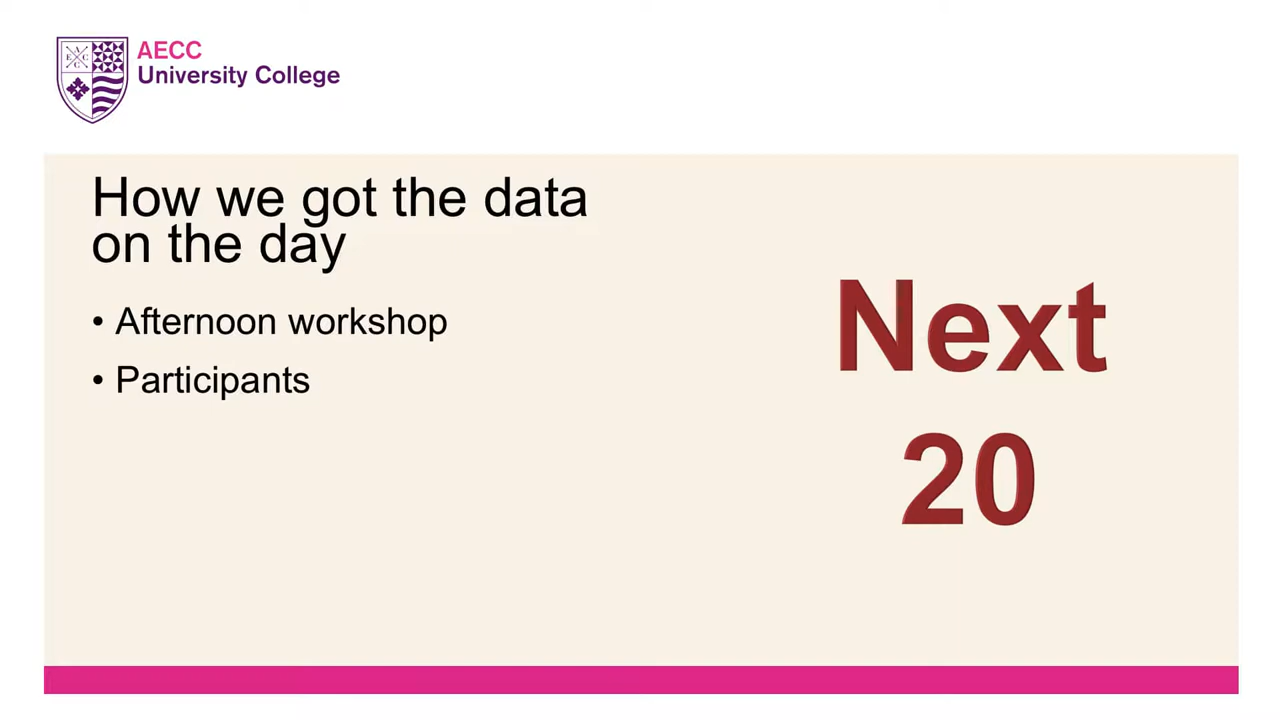 AECC
University College
How we got the data
on the day
• Afternoon workshop
• Participants
Next
20